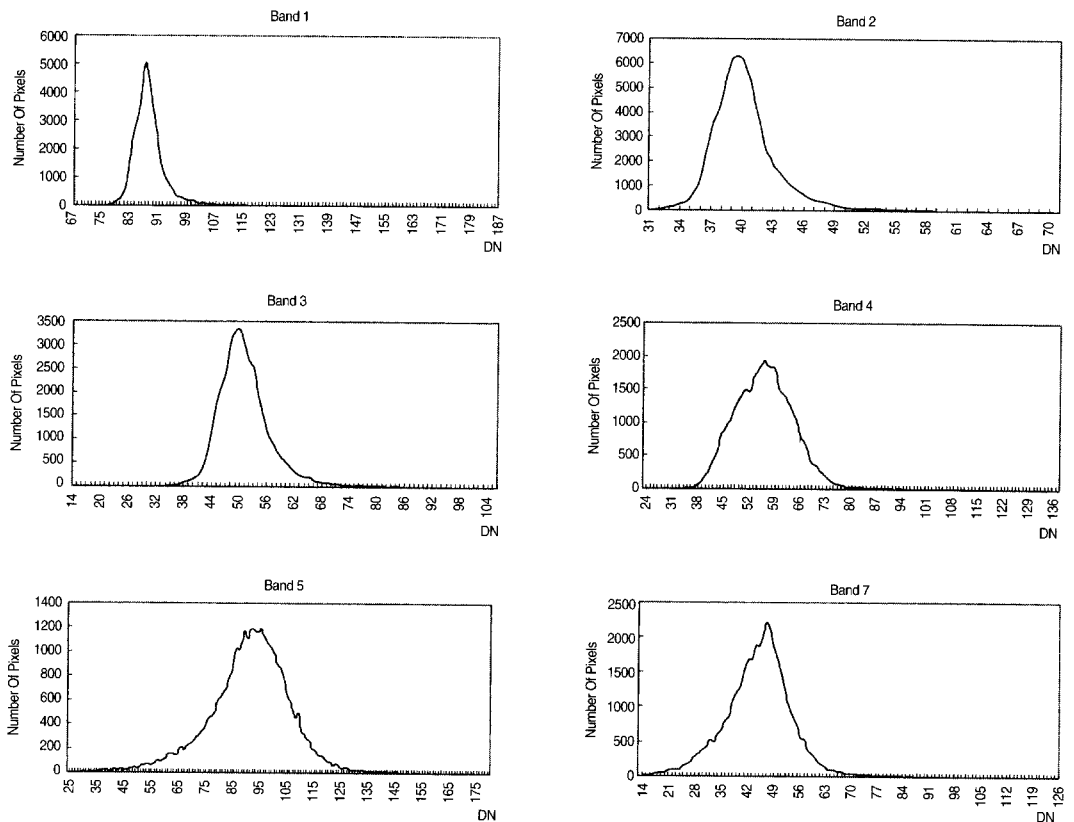 Band 1
Number Of Pixels
6000
5000
4000
3000
2000
1000
0
67 75 83 91 99 107 115 123 131 139 147 155 163 171 179 187
DN
Band 2
Number Of Pixels
7000
6000
5000
4000
3000
2000
1000
0
31 34 37 40 43 46 49 52 55 58 61 64 67 70
DN
Band 3
Number Of Pixels
3500
3000
2500
2000
1500
1000
500
0
14 20 26 32 38 44 50 56 62 68 74 80 86 92 98 104
DN
Band 4
Number Of Pixels
2500
2000
1500
1000
500
0
24 31 38 45 52 59 66 73 80 87 94 101 108 115 122 129 136
DN
Band 5
Number Of Pixels
1400
1200
1000
800
600
400
200
0
25 35 45 55 65 75 85 95 105 115 125 135 145 155 165 175
DN
Band 7
Number Of Pixels
2500
2000
1500
1000
500
0
14 21 28 35 42 49 56 63 70 77 84 91 98 105 112 119 126
DN